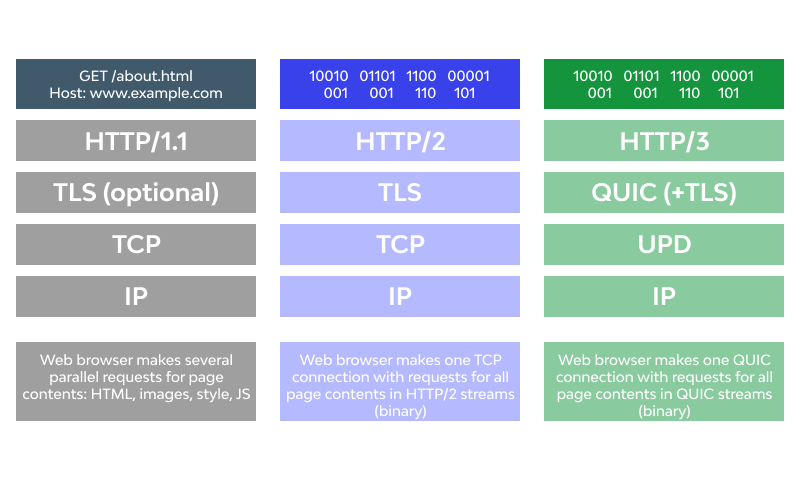 GET /about.html
Host: www.example.com
HTTP/1.1
TLS (optional)
TCP
IP
Web browser makes several
parallel requests for page
contents: HTML, images, style, JS
10010 01101 1100 00001
001 001 110 101
HTTP/2
TLS
TCP
IP
Web browser makes one TCP
connection with requests for all
page contents in HTTP/2 streams
(binary)
10010 01101 1100 00001
001 001 110 101
HTTP/3
QUIC (+TLS)
UPD
IP
Web browser makes one QUIC
connection with requests for all
page contents in QUIC streams
(binary)